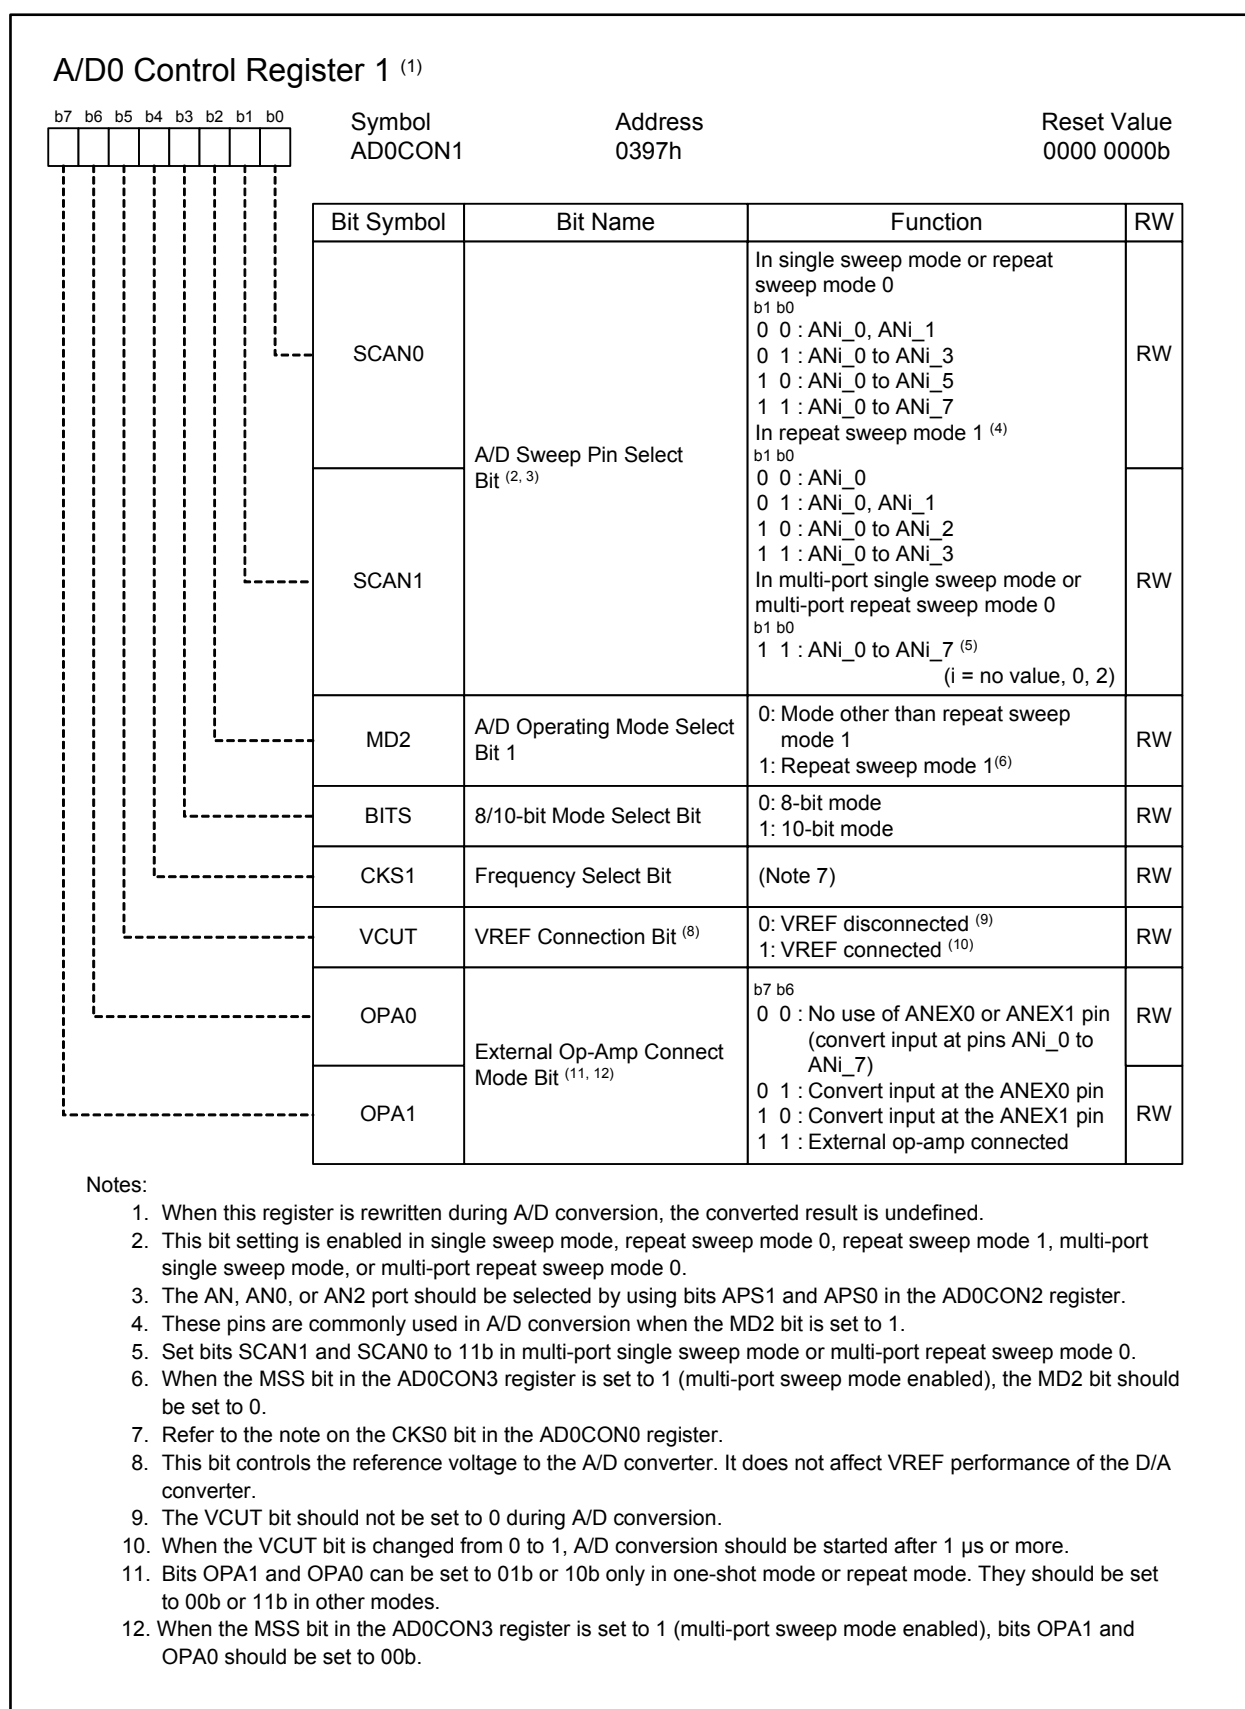 A/D0 Control Register 1 (1)
b7 b6 b5 b4 b3 b2 b1 b0
Symbol Address Reset Value
AD0CON1 0397h 0000 0000b
Bit Symbol Bit Name Function RW
SCAN0
A/D Sweep Pin Select
Bit (2, 3)
In single sweep mode or repeat
sweep mode 0
b1 b0
0 0 : ANi_0, ANi_1
0 1 : ANi_0 to ANi_3
1 0 : ANi_0 to ANi_5
1 1 : ANi_0 to ANi_7
In repeat sweep mode 1 (4)
b1 b0
0 0 : ANi_0
0 1 : ANi_0, ANi_1
1 0 : ANi_0 to ANi_2
1 1 : ANi_0 to ANi_3
In multi-port single sweep mode or
multi-port repeat sweep mode 0
b1 b0
1 1 : ANi_0 to ANi_7 (5)
(i = no value, 0, 2)
RW
SCAN1
RW
MD2
A/D Operating Mode Select
Bit 1
0: Mode other than repeat sweep
mode 1
1: Repeat sweep mode 1(6)
RW
BITS
8/10-bit Mode Select Bit
0: 8-bit mode
1: 10-bit mode
RW
CKS1
Frequency Select Bit
(Note 7)
RW
VCUT
VREF Connection Bit (8)
0: VREF disconnected (9)
1: VREF connected (10)
RW
OPA0
External Op-Amp Connect
Mode Bit (11, 12)
b7 b6
0 0 : No use of ANEX0 or ANEX1 pin
(convert input at pins ANi_0 to
ANi_7)
0 1 : Convert input at the ANEX0 pin
1 0 : Convert input at the ANEX1 pin
1 1 : External op-amp connected
RW
OPA1
RW
Notes:
1. When this register is rewritten during A/D conversion, the converted result is undefined.
2. This bit setting is enabled in single sweep mode, repeat sweep mode 0, repeat sweep mode 1, multi-port
single sweep mode, or multi-port repeat sweep mode 0.
3. The AN, AN0, or AN2 port should be selected by using bits APS1 and APS0 in the AD0CON2 register.
4. These pins are commonly used in A/D conversion when the MD2 bit is set to 1.
5. Set bits SCAN1 and SCAN0 to 11b in multi-port single sweep mode or multi-port repeat sweep mode 0.
6. When the MSS bit in the AD0CON3 register is set to 1 (multi-port sweep mode enabled), the MD2 bit should
be set to 0.
7. Refer to the note on the CKS0 bit in the AD0CON0 register.
8. This bit controls the reference voltage to the A/D converter. It does not affect VREF performance of the D/A
converter.
9. The VCUT bit should not be set to 0 during A/D conversion.
10. When the VCUT bit is changed from 0 to 1, A/D conversion should be started after 1 µs or more.
11. Bits OPA1 and OPA0 can be set to 01b or 10b only in one-shot mode or repeat mode. They should be set
to 00b or 11b in other modes.
12. When the MSS bit in the AD0CON3 register is set to 1 (multi-port sweep mode enabled), bits OPA1 and
OPA0 should be set to 00b.